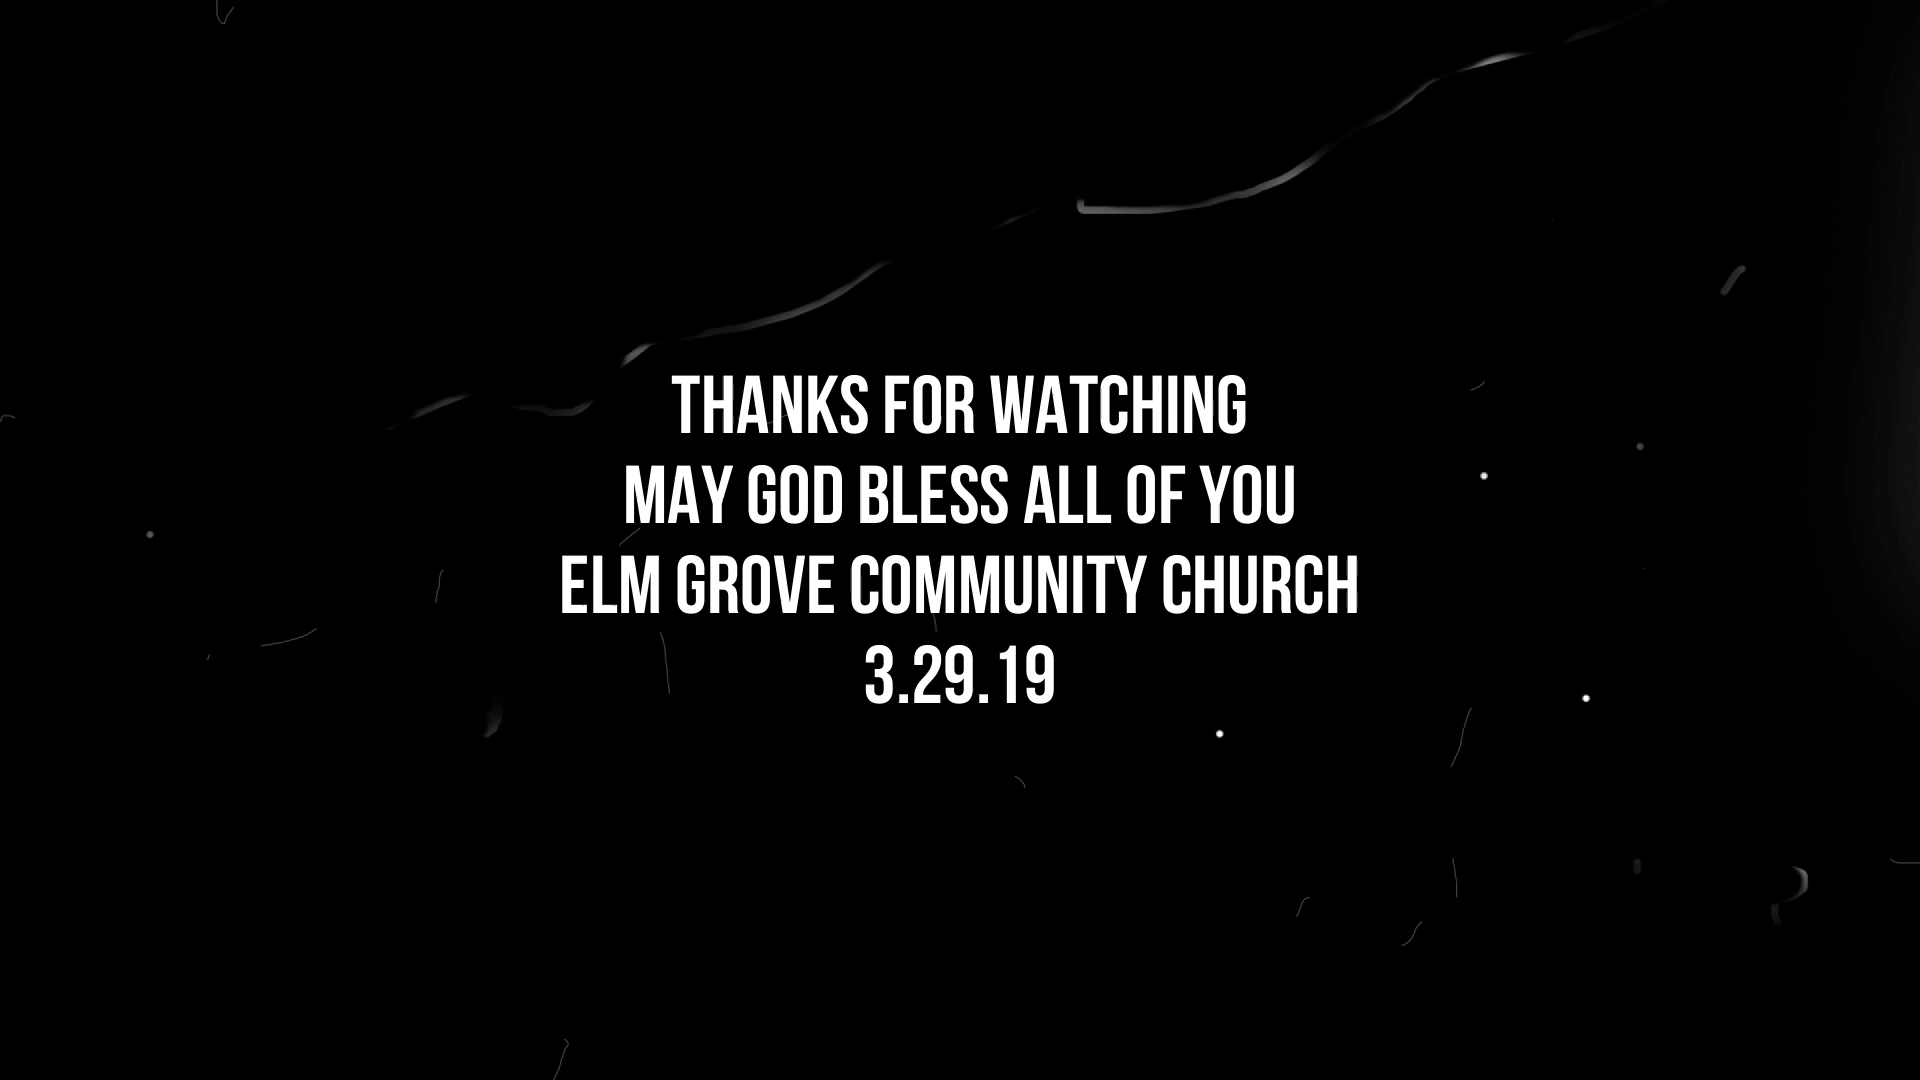 THANKS FOR WATCHING
MAY GOD BLESS ALL OF YOU
ELM GROVE COMMUNITY CHURCH
3.29.19